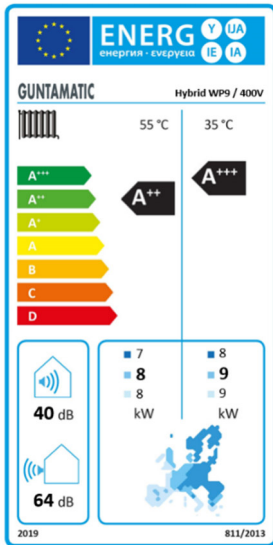 ENERG Y IJA
енергия · ενεργεια IE IA
GUNTAMATIC Hybrid WP9 / 400V
55 °C 35 °C
A+++
A++
A+
A
B
C
D
A++ A+++
7 8
8 9
8 9
kW kW
40 dB
64 dB
2019 811/2013